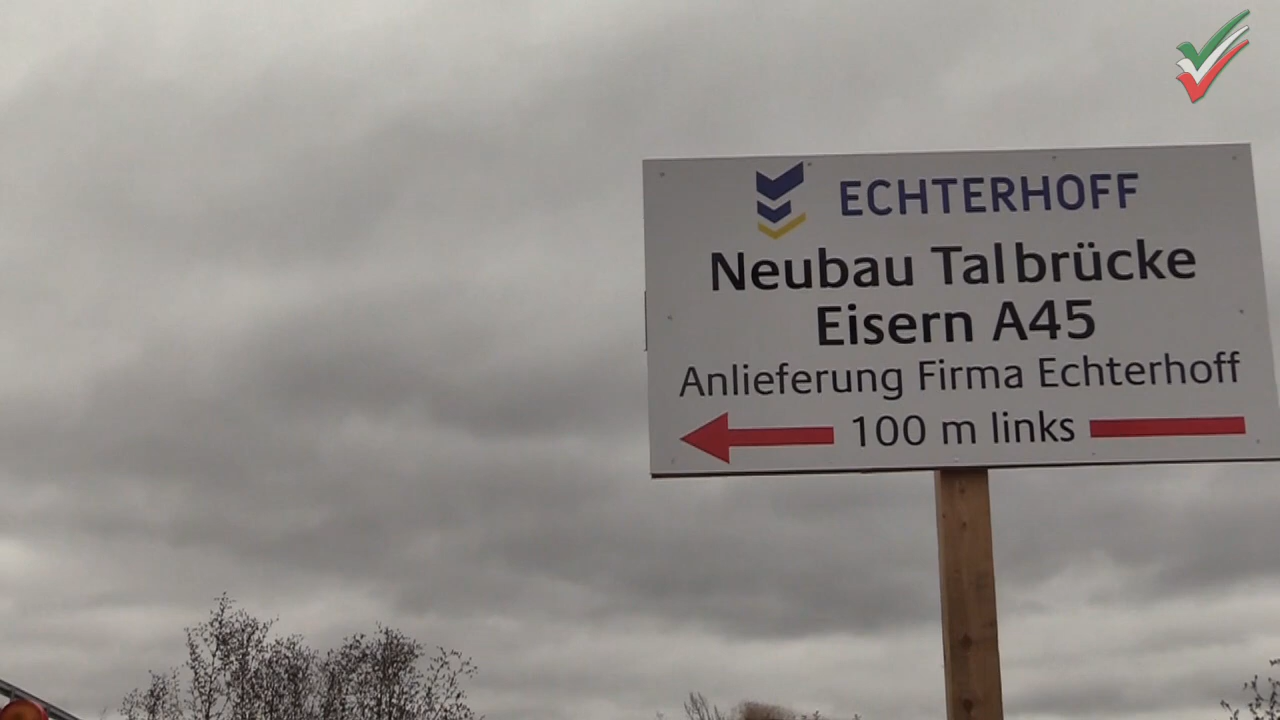 ECHTERHOFF
Neubau Talbrücke
Eisern A45
Anlieferung Firma Echterhoff
100 m links